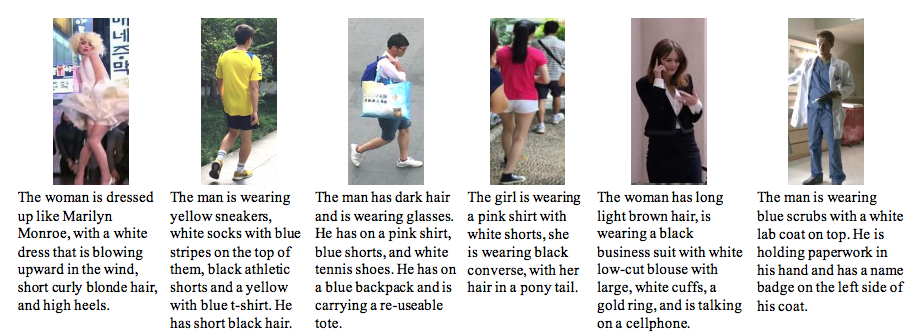 The woman is dressed
up like Marilyn
Monroe, with a white
dress that is blowing
upward in the wind,
short curly blonde hair,
and high heels.
The man is wearing
yellow sneakers,
white socks with blue
stripes on the top of
them, black athletic
shorts and a yellow
with blue t-shirt. He
has short black hair.
The man has dark hair
and is wearing glasses.
He has on a pink shirt,
blue shorts, and white
tennis shoes. He has on
a blue backpack and is
carrying a re-useable
tote.
The girl is wearing
a pink shirt with
white shorts, she
is wearing black
converse, with her
hair in a pony tail.
The woman has long
light brown hair, is
wearing a black
business suit with white
low-cut blouse with
large, white cuffs, a
gold ring, and is talking
on a cellphone.
The man is wearing
blue scrubs with a white
lab coat on top. He is
holding paperwork in
his hand and has a name
badge on the left side of
his coat.